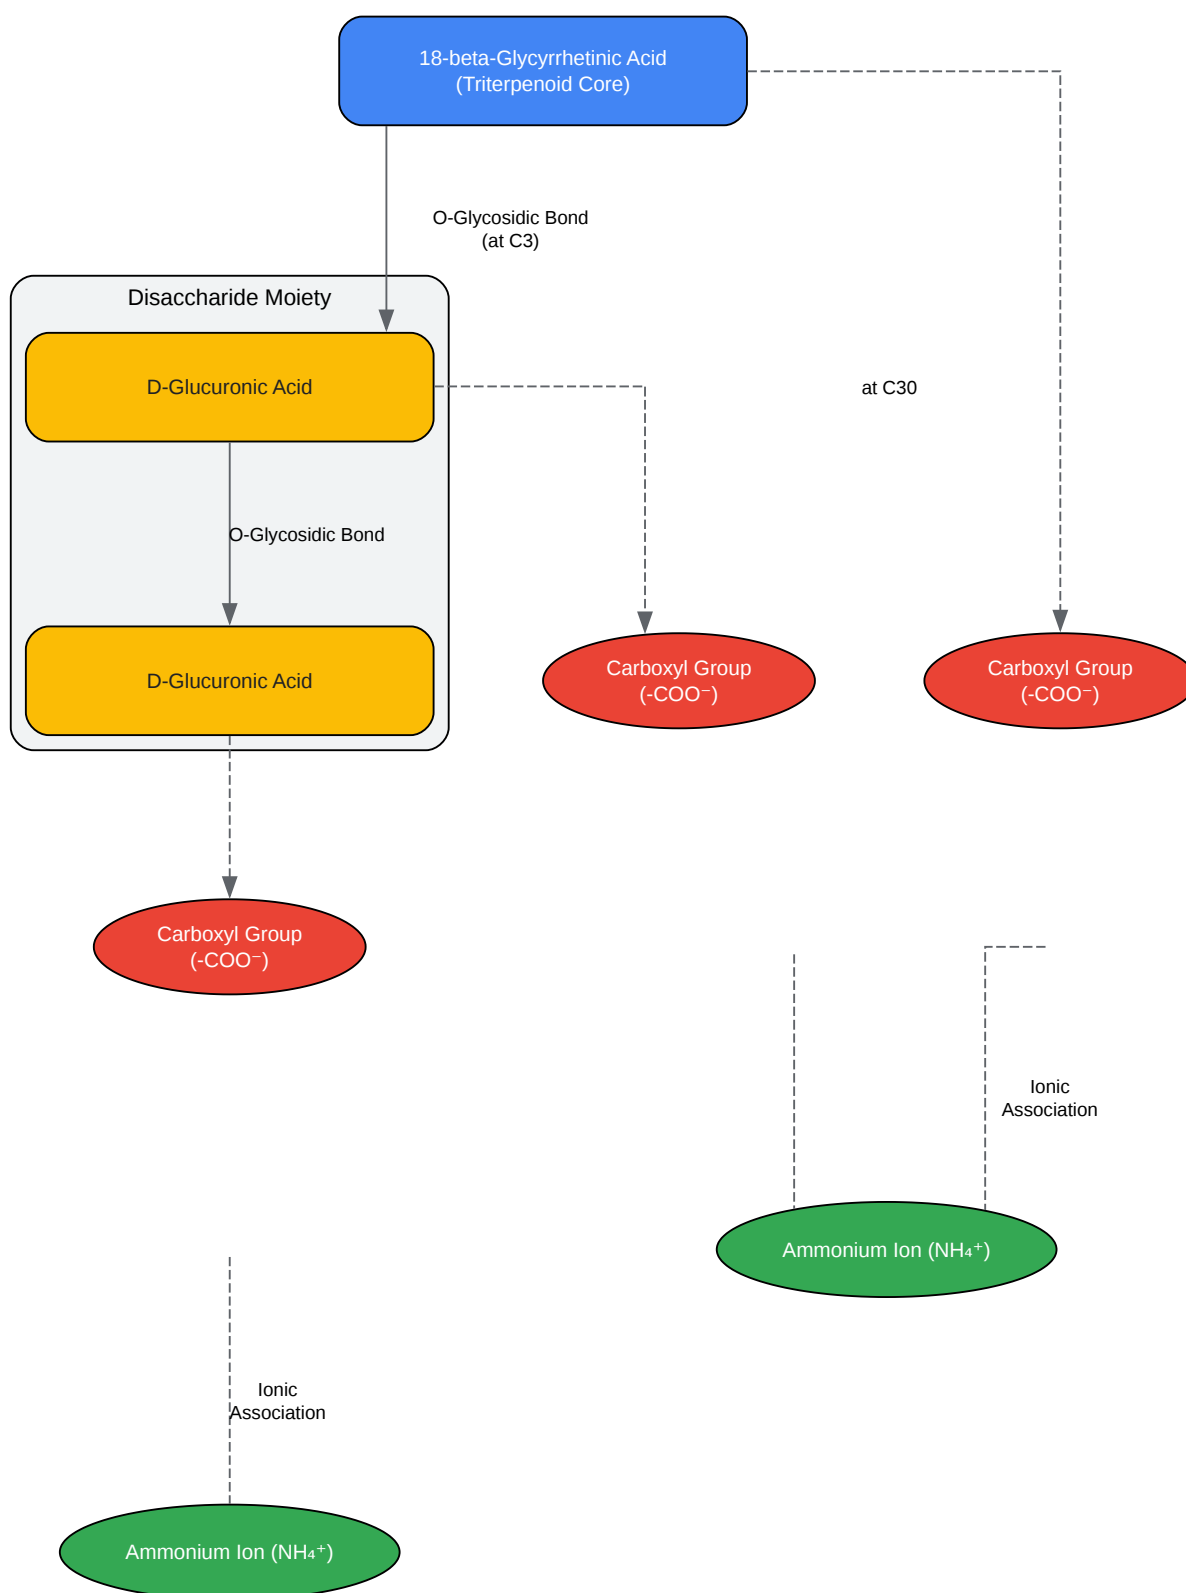 18-beta-Glycyrrhetinic Acid
(Triterpenoid Core)
O-Glycosidic Bond
(at C3)
Disaccharide Moiety
D-Glucuronic Acid
at C30
O-Glycosidic Bond
D-Glucuronic Acid
Carboxyl Group
(-COO⁻)
Carboxyl Group
(-COO⁻)
Carboxyl Group
(-COO⁻)
Ionic
Association
Ammonium Ion (NH₄⁺)
Ionic
Association
Ammonium Ion (NH₄⁺)